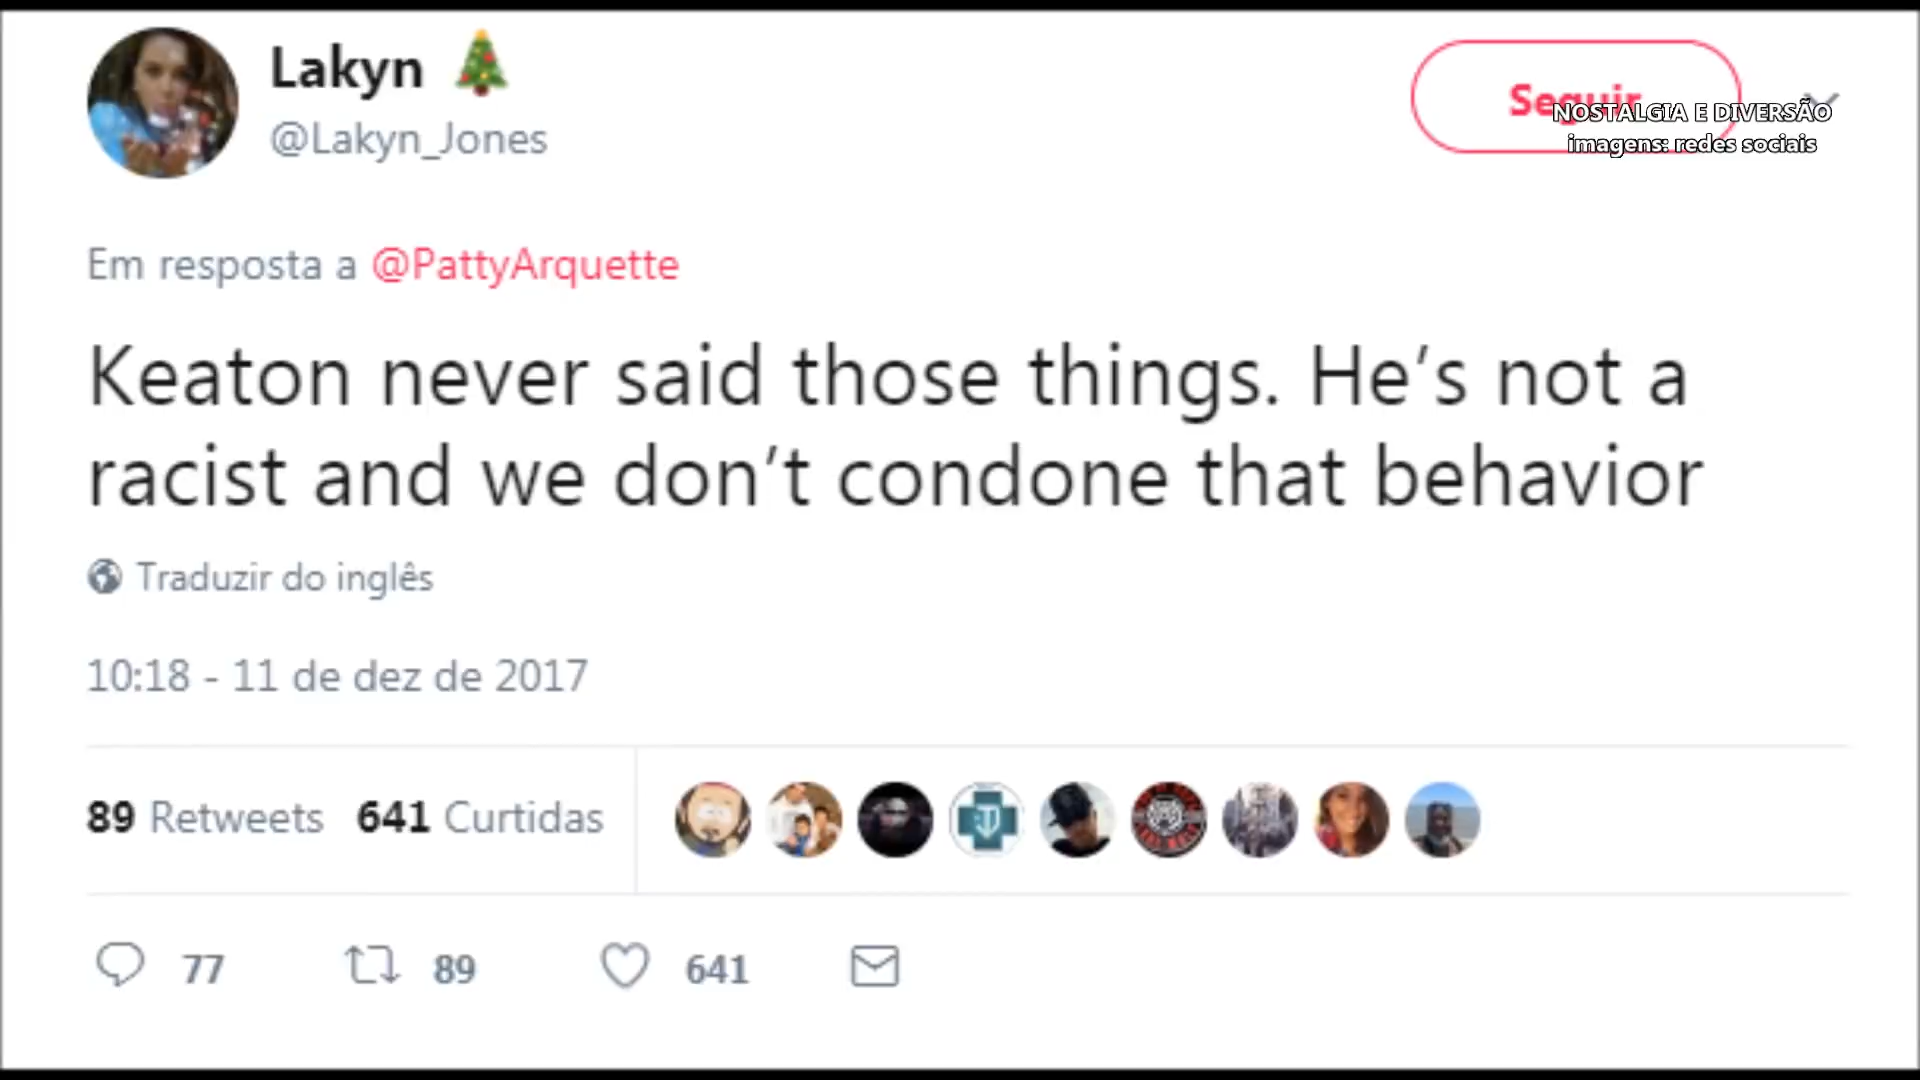 Lakyn
@Lakyn_Jones
Seguir
NOSTALGIA E DIVERSÃO
imagens: redes sociais
Em resposta a @PattyArquette
Keaton never said those things. He’s not a
racist and we don’t condone that behavior
Traduzir do inglês
10:18 - 11 de dez de 2017
89 Retweets 641 Curtidas
77 89 641